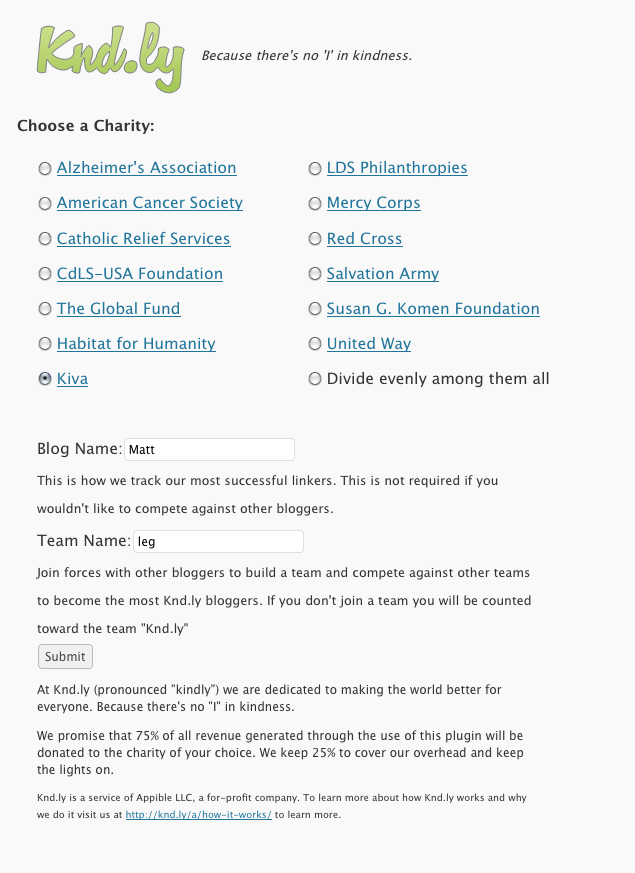 Knd.ly
Because there's no 'I' in kindness.
Choose a Charity:
Alzheimer's Association
American Cancer Society
Catholic Relief Services
CdLS-USA Foundation
The Global Fund
Habitat for Humanity
Kiva
LDS Philanthropies
Mercy Corps
Red Cross
Salvation Army
Susan G. Komen Foundation
United Way
Divide evenly among them all
Blog Name: Matt
This is how we track our most successful linkers. This is not required if you
wouldn't like to compete against other bloggers.
Team Name: leg
Join forces with other bloggers to build a team and compete against other teams
to become the most Knd.ly bloggers. If you don't join a team you will be counted
toward the team "Knd.ly"
Submit
At Knd.ly (pronounced "kindly") we are dedicated to making the world better for
everyone. Because there's no "I" in kindness.
We promise that 75% of all revenue generated through the use of this plugin will be
donated to the charity of your choice. We keep 25% to cover our overhead and keep
the lights on.
Knd.ly is a service of Appible LLC, a for-profit company. To learn more about how Knd.ly works and why
we do it visit us at http://knd.ly/a/how-it-works/ to learn more.